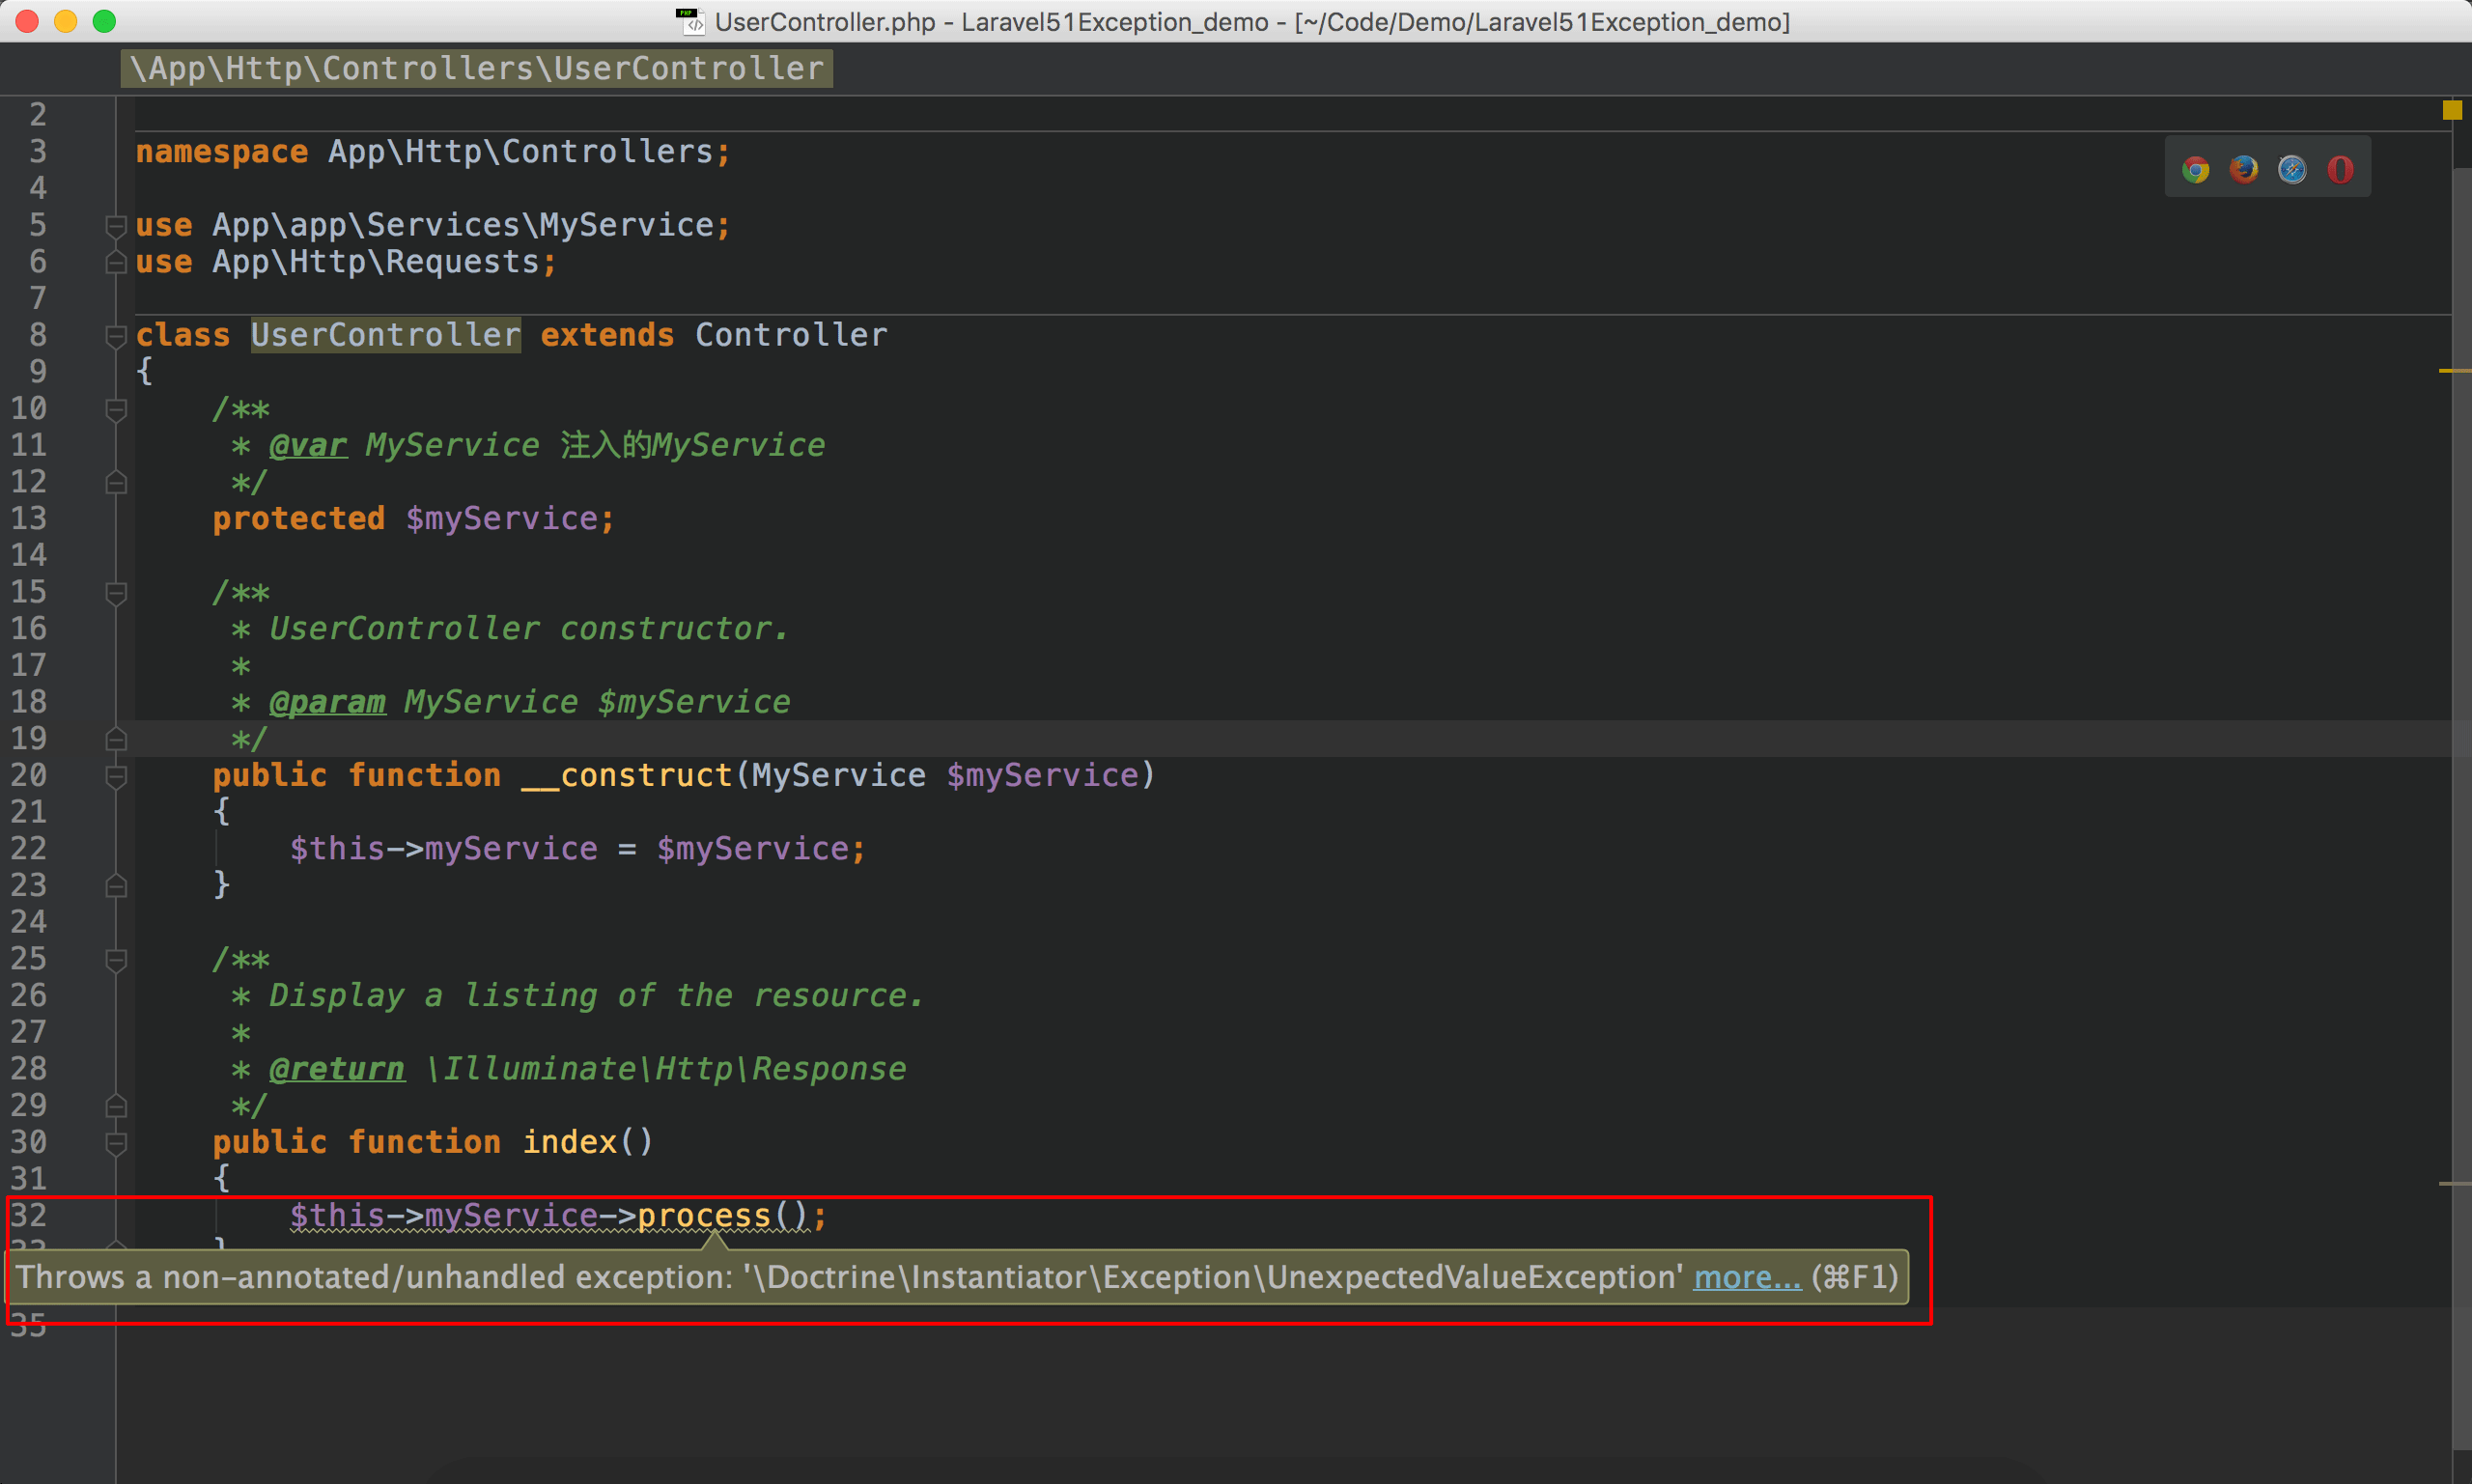 UserController.php - Laravel51Exception_demo - [~/Code/Demo/Laravel51Exception_demo]
\App\Http\Controllers\UserController
2
3 namespace App\Http\Controllers;
4
5 use App\app\Services\MyService;
6 use App\Http\Requests;
7
8 class UserController extends Controller
9 {
10 /**
11 * @var MyService 注入的MyService
12 */
13 protected $myService;
14
15 /**
16 * UserController constructor.
17 *
18 * @param MyService $myService
19 */
20 public function __construct(MyService $myService)
21 {
22 $this->myService = $myService;
23 }
24
25 /**
26 * Display a listing of the resource.
27 *
28 * @return \Illuminate\Http\Response
29 */
30 public function index()
31 {
32 $this->myService->process();
33 }
Throws a non-annotated/unhandled exception: '\Doctrine\Instantiator\Exception\UnexpectedValueException' more... (⌘F1)
35